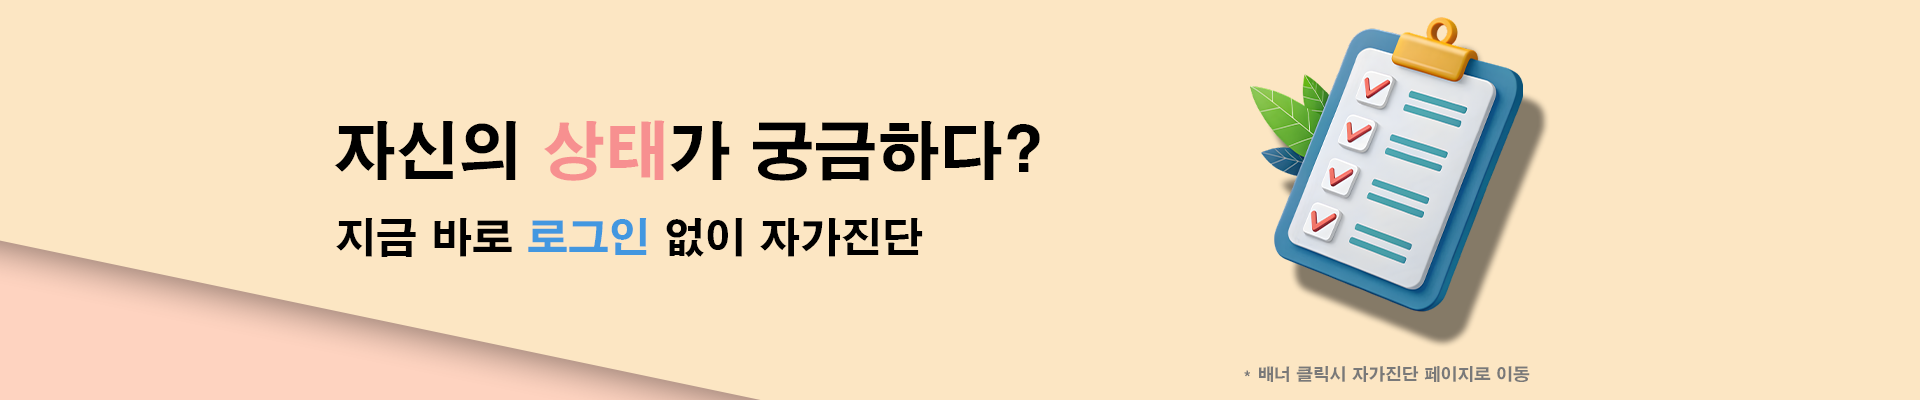 자신의 상태가 궁금하다?
지금 바로 로그인 없이 자가진단
* 배너 클릭시 자가진단 페이지로 이동